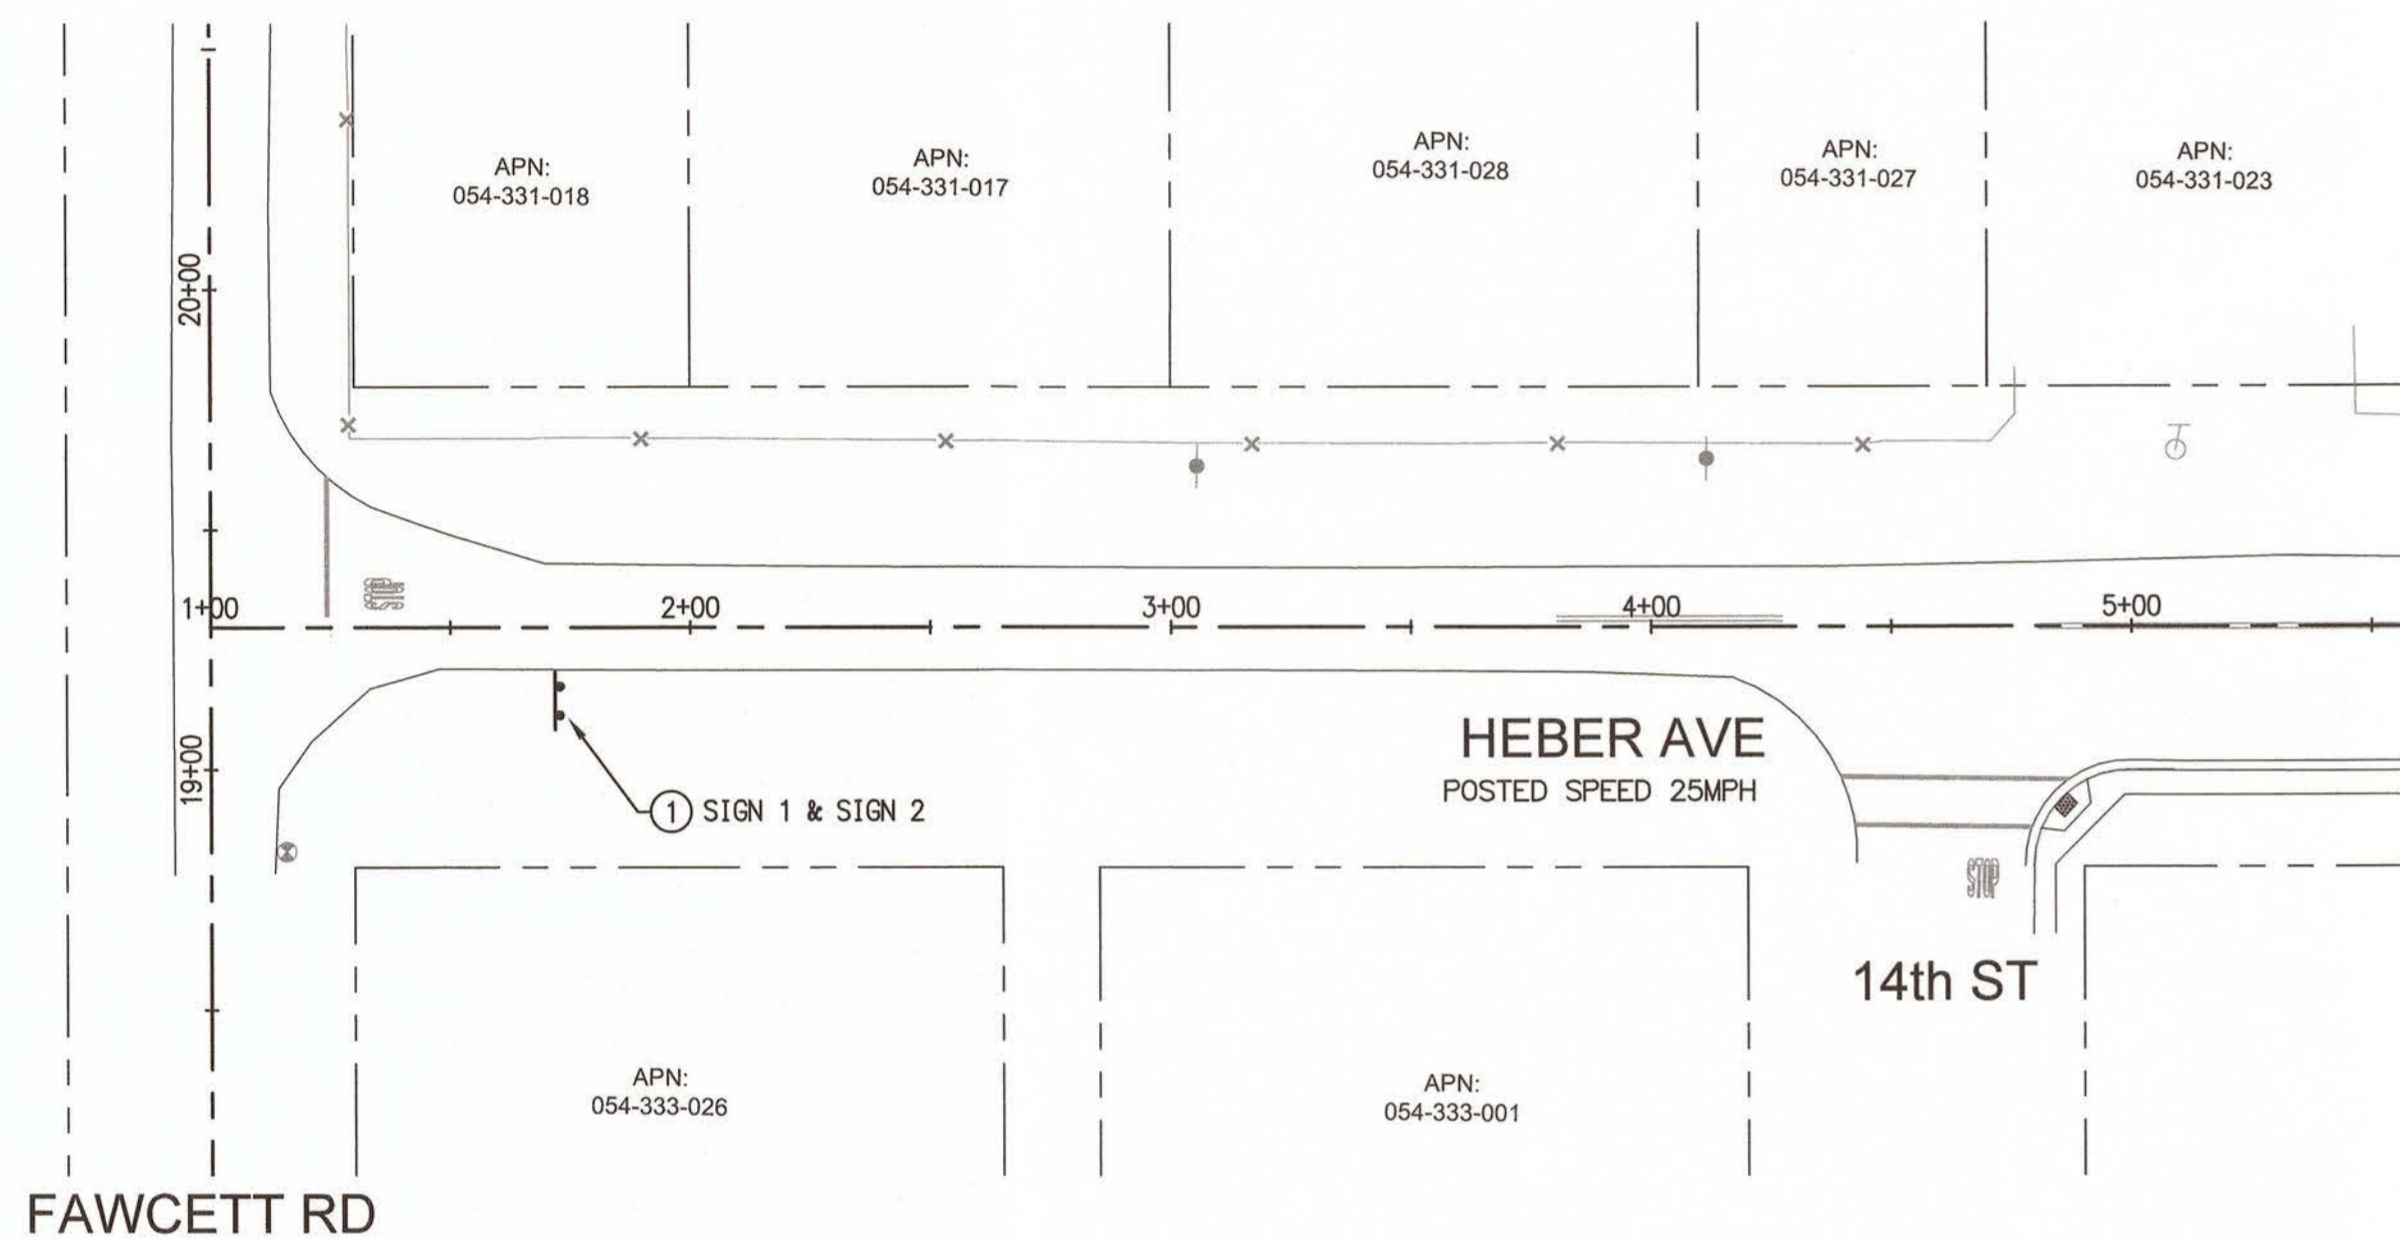 APN:
054-331-018
APN:
054-331-017
APN:
054-331-028
APN:
054-331-027
APN:
054-331-023
20+00
STOP
1+00
2+00
3+00
4+00
5+00
19+00
1 SIGN 1 & SIGN 2
HEBER AVE
POSTED SPEED 25MPH
STOP
14th ST
APN:
054-333-026
APN:
054-333-001
FAWCETT RD